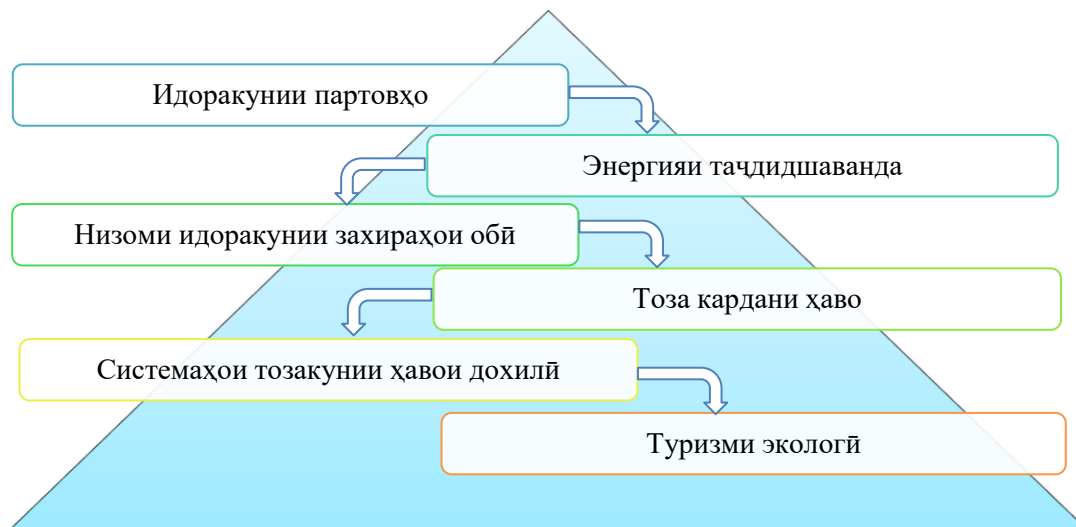 Идоракунии партовҳо
Энергияи таҷдидшаванда
Низоми идоракунии захираҳои обӣ
Тоза кардани ҳаво
Системаҳои тозакунии ҳавои дохилӣ
Туризми экологӣ